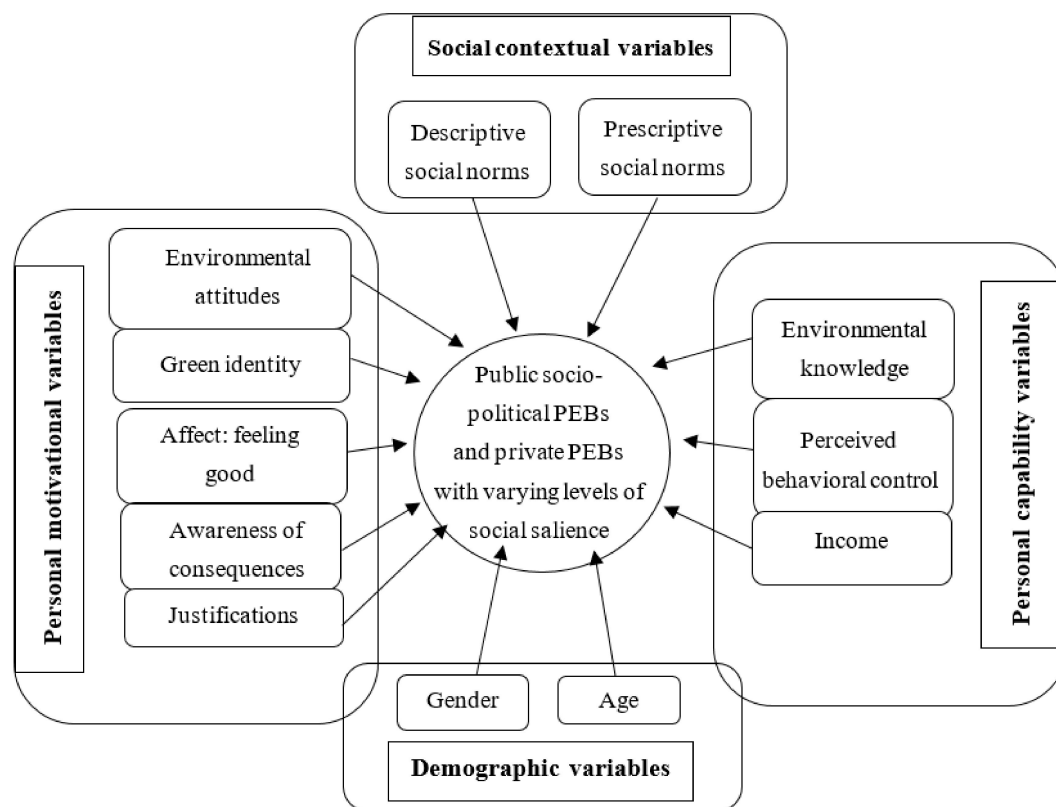 Social contextual variables
Descriptive
social norms
Prescriptive
social norms
Personal motivational variables
Environmental
attitudes
Green identity
Affect: feeling
good
Awareness of
consequences
Justifications
Public socio-
political PEBs
and private PEBs
with varying levels of
social salience
Environmental
knowledge
Perceived
behavioral control
Income
Personal capability variables
Gender
Age
Demographic variables